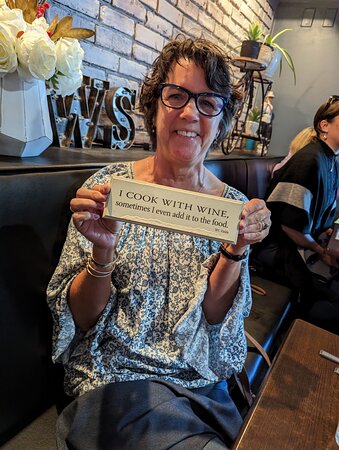 I COOK WITH WINE,
sometimes I even add it to the food.